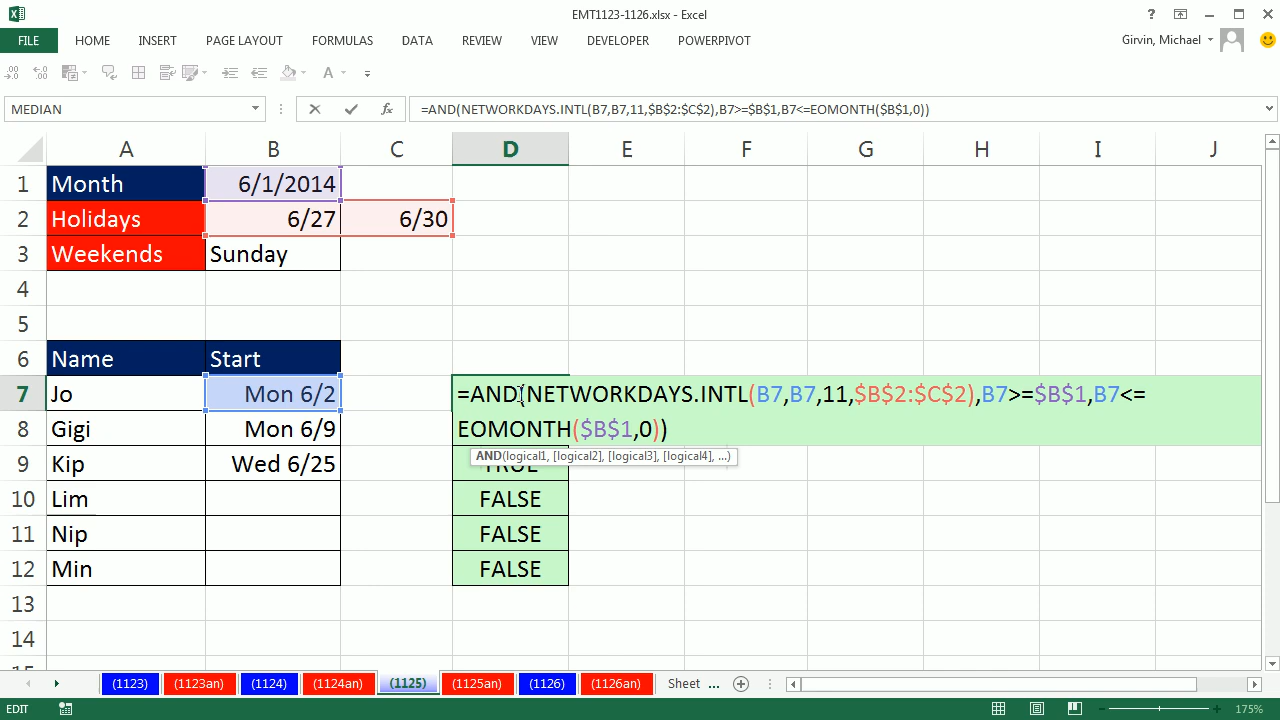 EMT1123-1126.xlsx - Excel
?
FILE HOME INSERT PAGE LAYOUT FORMULAS DATA REVIEW VIEW DEVELOPER POWERPIVOT Girvin, Michael
MEDIAN =AND(NETWORKDAYS.INTL(B7,B7,11,$B$2:$C$2),B7>=$B$1,B7<=EOMONTH($B$1,0))
A B C D E F G H I J
1 Month 6/1/2014
2 Holidays 6/27 6/30
3 Weekends Sunday
4
5
6 Name Start
7 Jo Mon 6/2 =AND(NETWORKDAYS.INTL(B7,B7,11,$B$2:$C$2),B7>=$B$1,B7<=
8 Gigi Mon 6/9 EOMONTH($B$1,0))
AND(logical1, [logical2], [logical3], [logical4], ...)
9 Kip Wed 6/25 TRUE
10 Lim FALSE
11 Nip FALSE
12 Min FALSE
13
14
15
(1123) (1123an) (1124) (1124an) (1125) (1125an) (1126) (1126an) Sheet ...
EDIT 175%